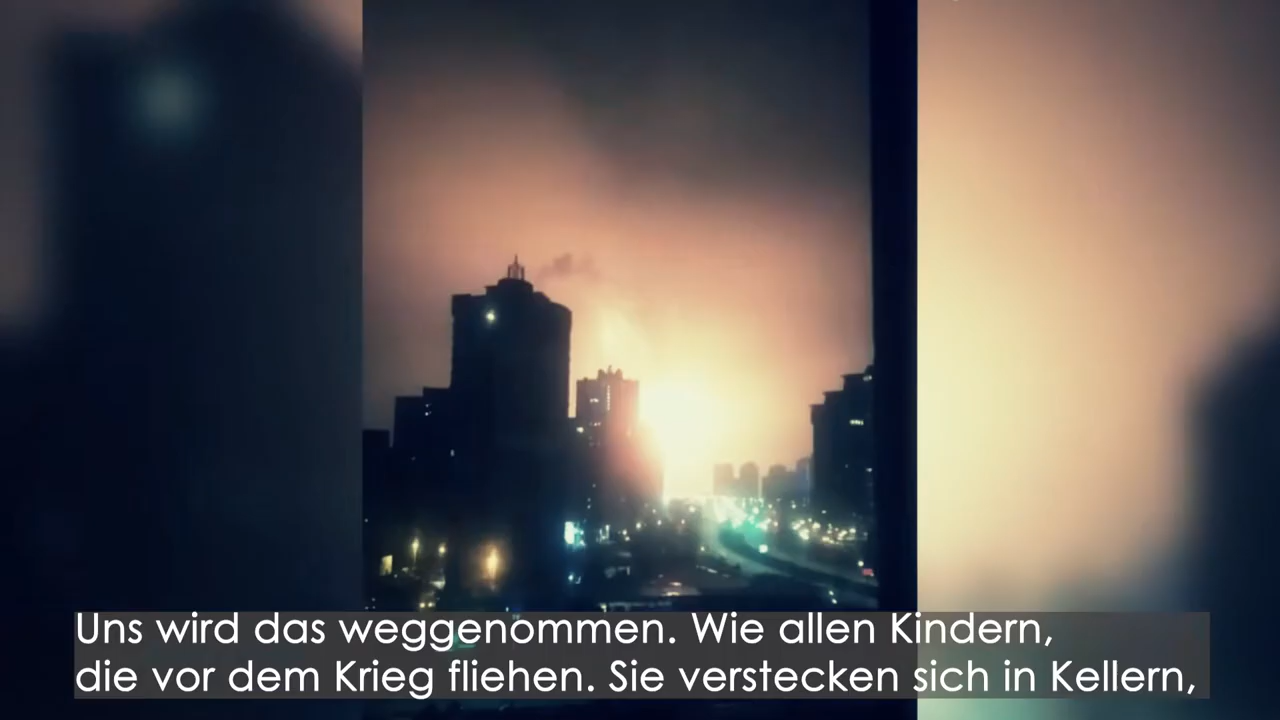 Uns wird das weggenommen. Wie allen Kindern,
die vor dem Krieg fliehen. Sie verstecken sich in Kellern,